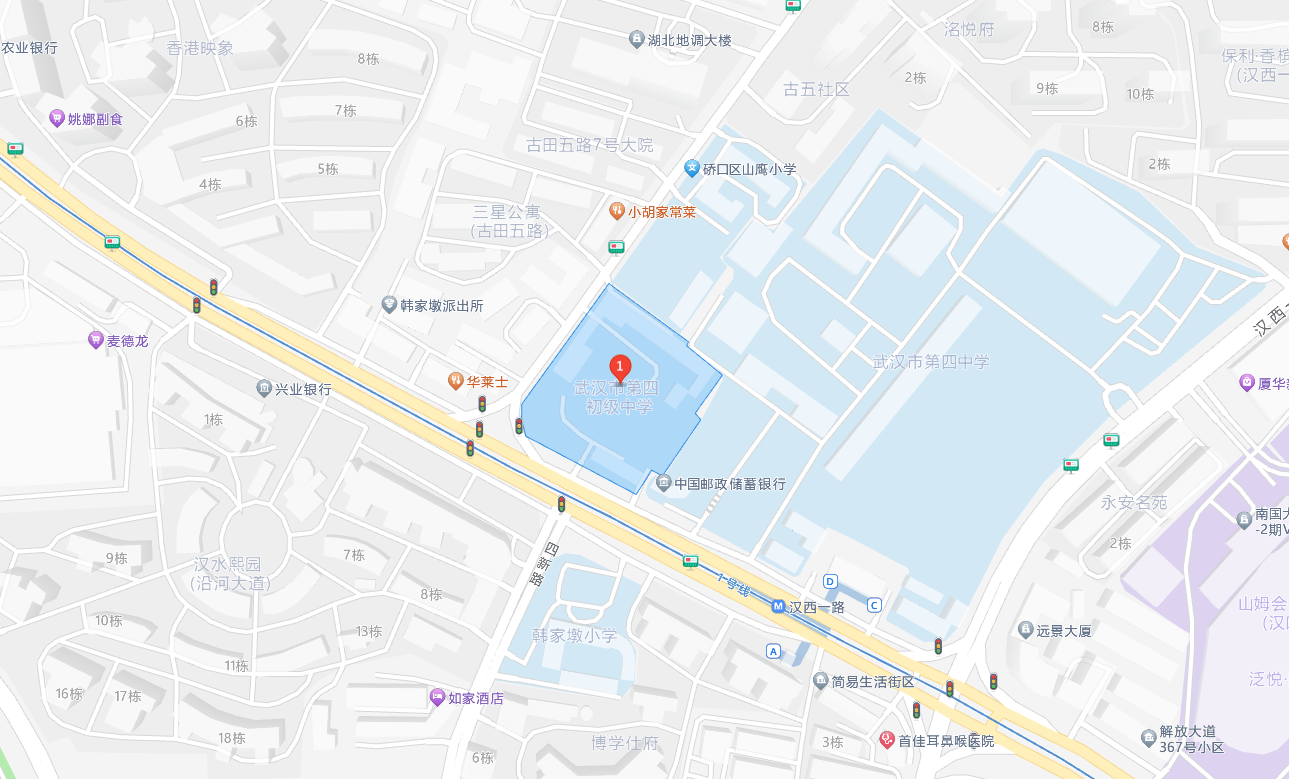 洺悦府
8栋
湖北地调大楼
香港映象
农业银行
8栋
保利·香槟
(汉西一
2栋
9栋
10栋
古五社区
姚娜副食
6栋
7栋
古田五路7号大院
硚口区山鹰小学
5栋
4栋
2栋
三星公寓
(古田五路)
小胡家常菜
韩家墩派出所
麦德龙
汉西一
武汉市第四中学
1
武汉市第四
初级中学
华莱士
兴业银行
厦华
1栋
中国邮政储蓄银行
永安名苑
南国大
-2期V
2栋
四新路
9栋
7栋
汉水熙园
(沿河大道)
8栋
1号线
D
M
汉西一路
C
山姆会
(汉
10栋
13栋
韩家墩小学
远景大厦
A
11栋
简易生活街区
泛悦·
16栋
17栋
如家酒店
18栋
6栋
博学仕府
3栋
首佳耳鼻喉医院
解放大道
367号小区